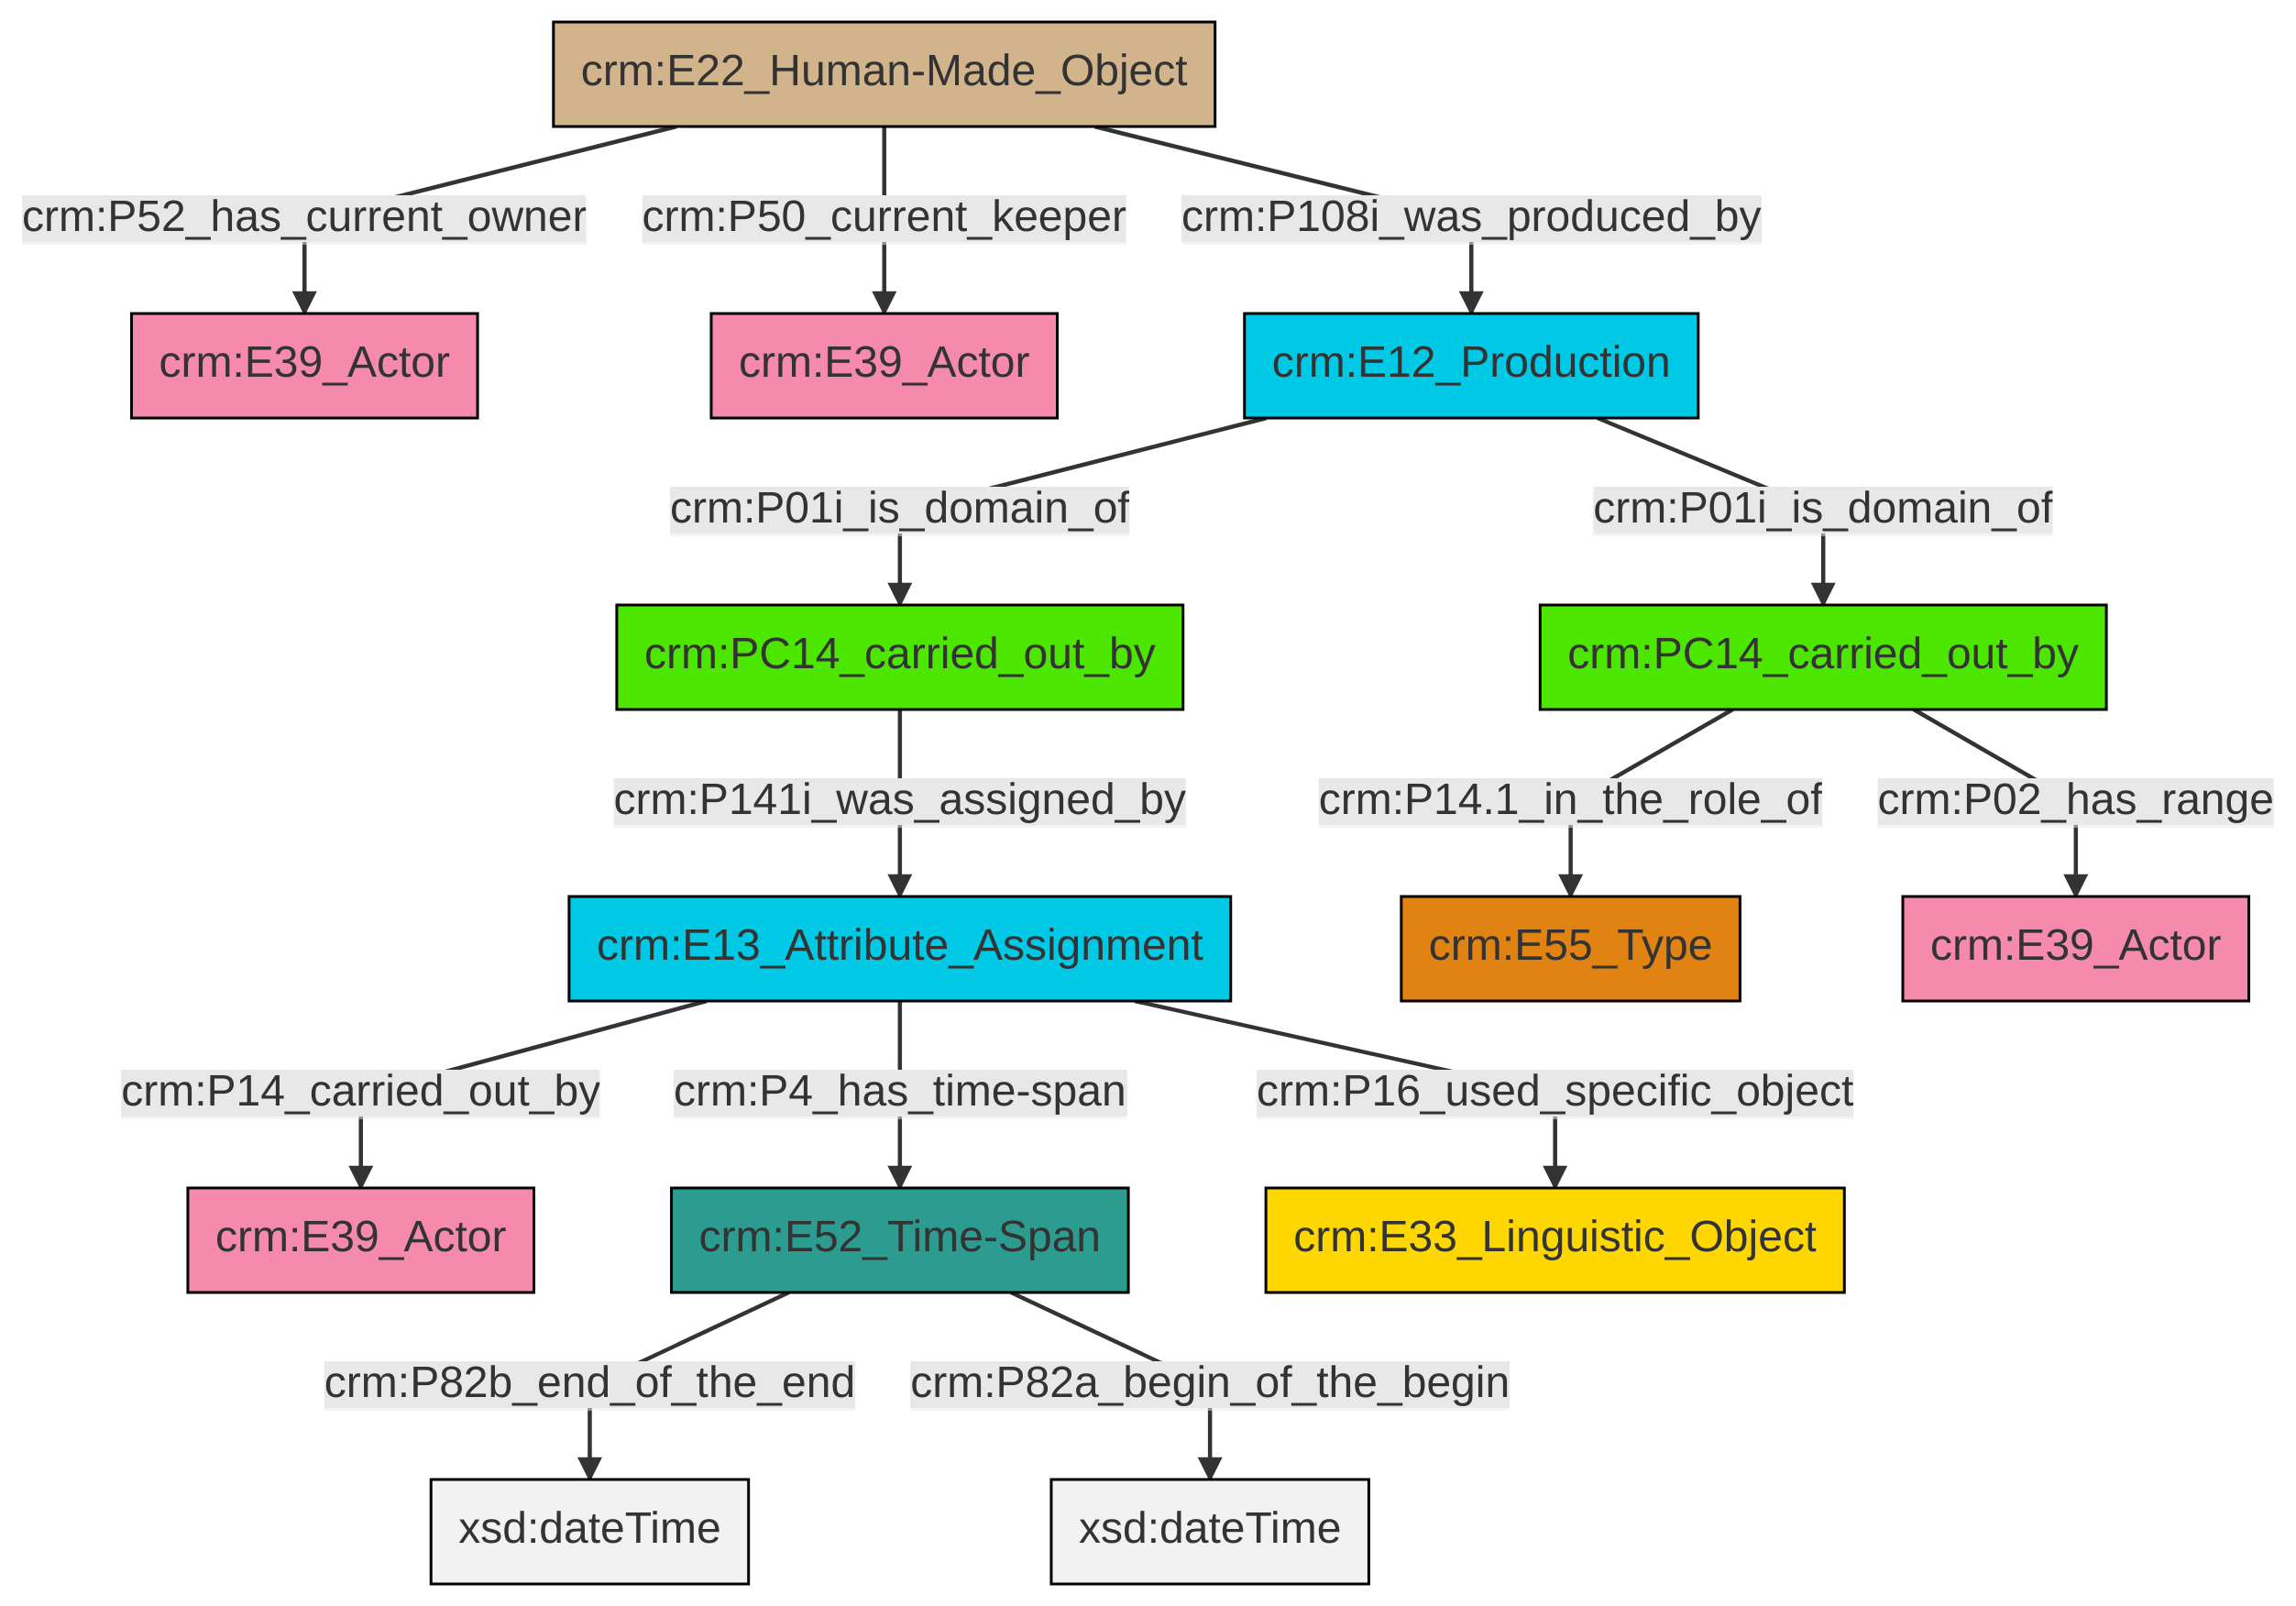 crm:E22_Human-Made_Object
crm:P52_has_current_owner
crm:P50_current_keeper
crm:P108i_was_produced_by
crm:E39_Actor
crm:E39_Actor
crm:E12_Production
crm:P01i_is_domain_of
crm:P01i_is_domain_of
crm:PC14_carried_out_by
crm:PC14_carried_out_by
crm:P141i_was_assigned_by
crm:P14.1_in_the_role_of
crm:P02_has_range
crm:E13_Attribute_Assignment
crm:E55_Type
crm:E39_Actor
crm:P14_carried_out_by
crm:P4_has_time-span
crm:P16_used_specific_object
crm:E39_Actor
crm:E52_Time-Span
crm:E33_Linguistic_Object
crm:P82b_end_of_the_end
crm:P82a_begin_of_the_begin
xsd:dateTime
xsd:dateTime